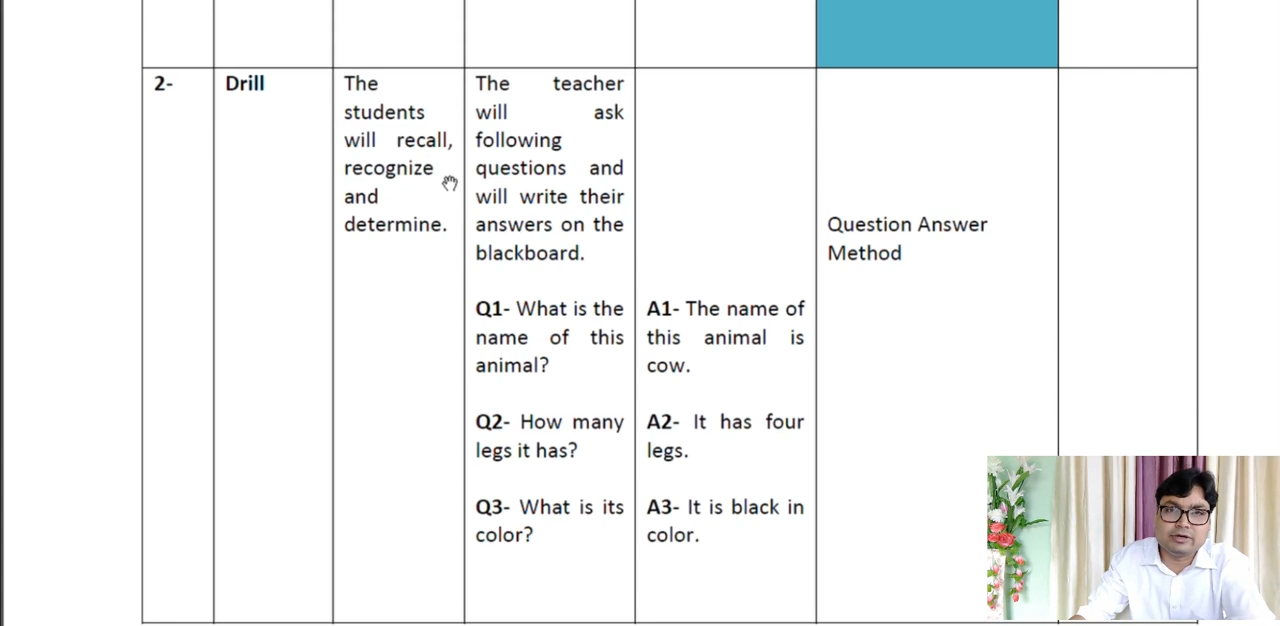 2-
Drill
The
students
will recall,
recognize
and
determine.
The teacher
will ask
following
questions and
will write their
answers on the
blackboard.
Q1- What is the
name of this
animal?
Q2- How many
legs it has?
Q3- What is its
color?
A1- The name of
this animal is
cow.
A2- It has four
legs.
A3- It is black in
color.
Question Answer
Method